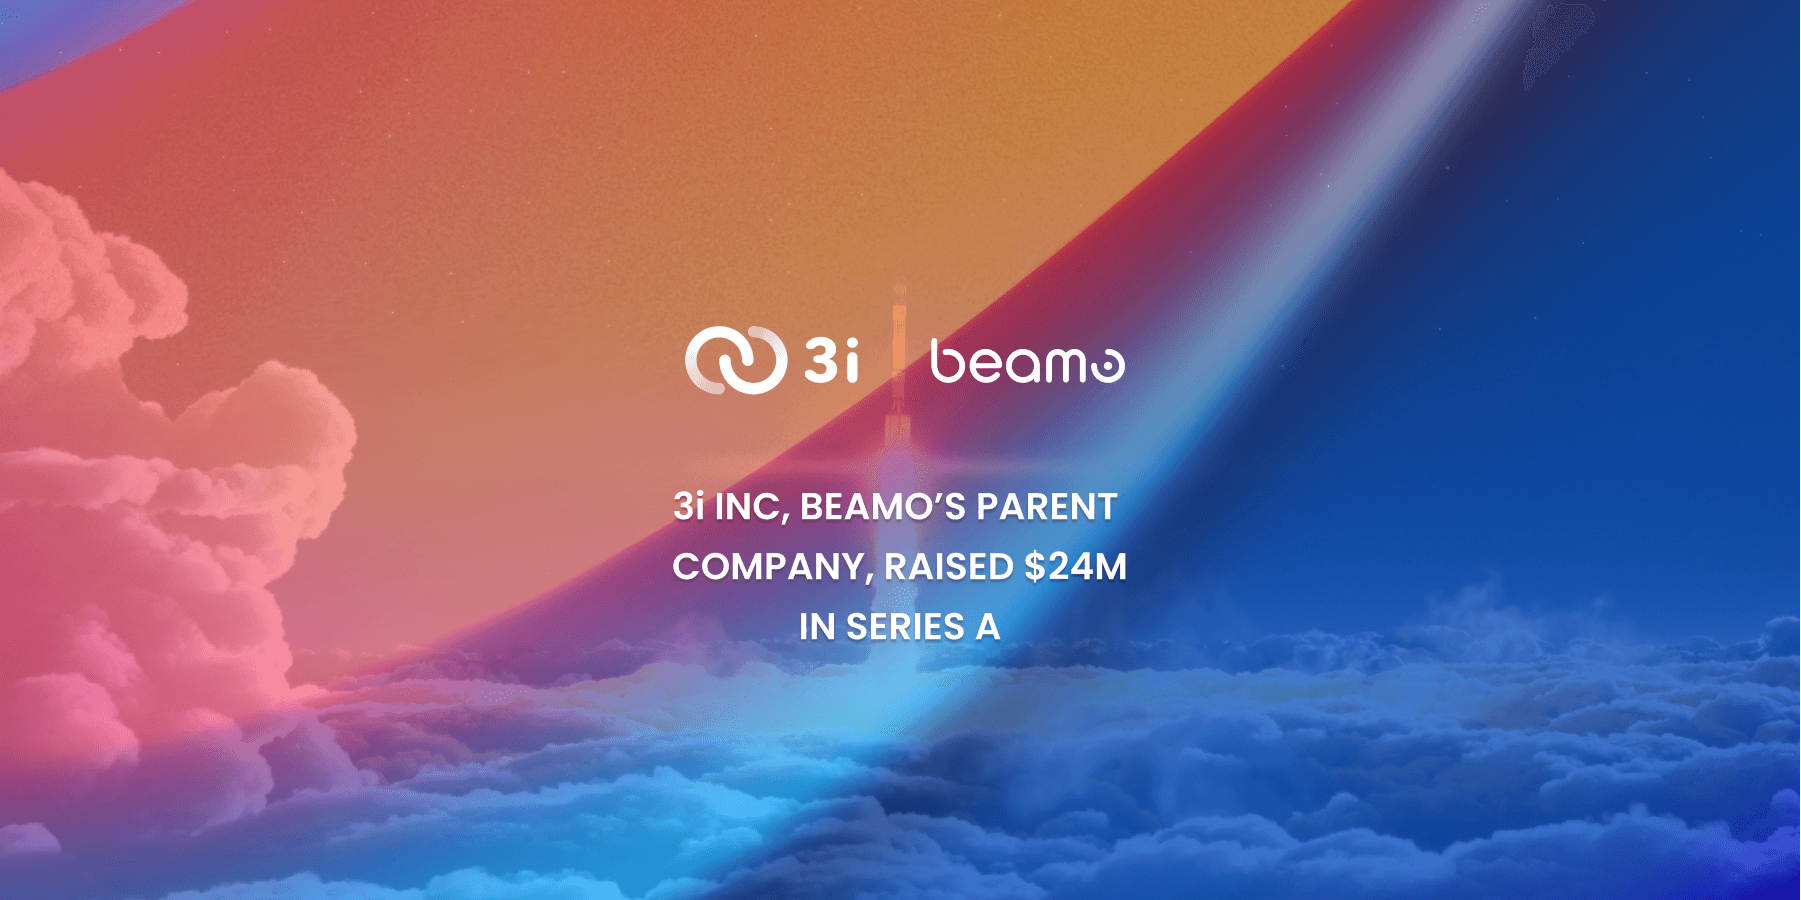 3i beamo
3i INC, BEAMO’S PARENT
COMPANY, RAISED $24M
IN SERIES A